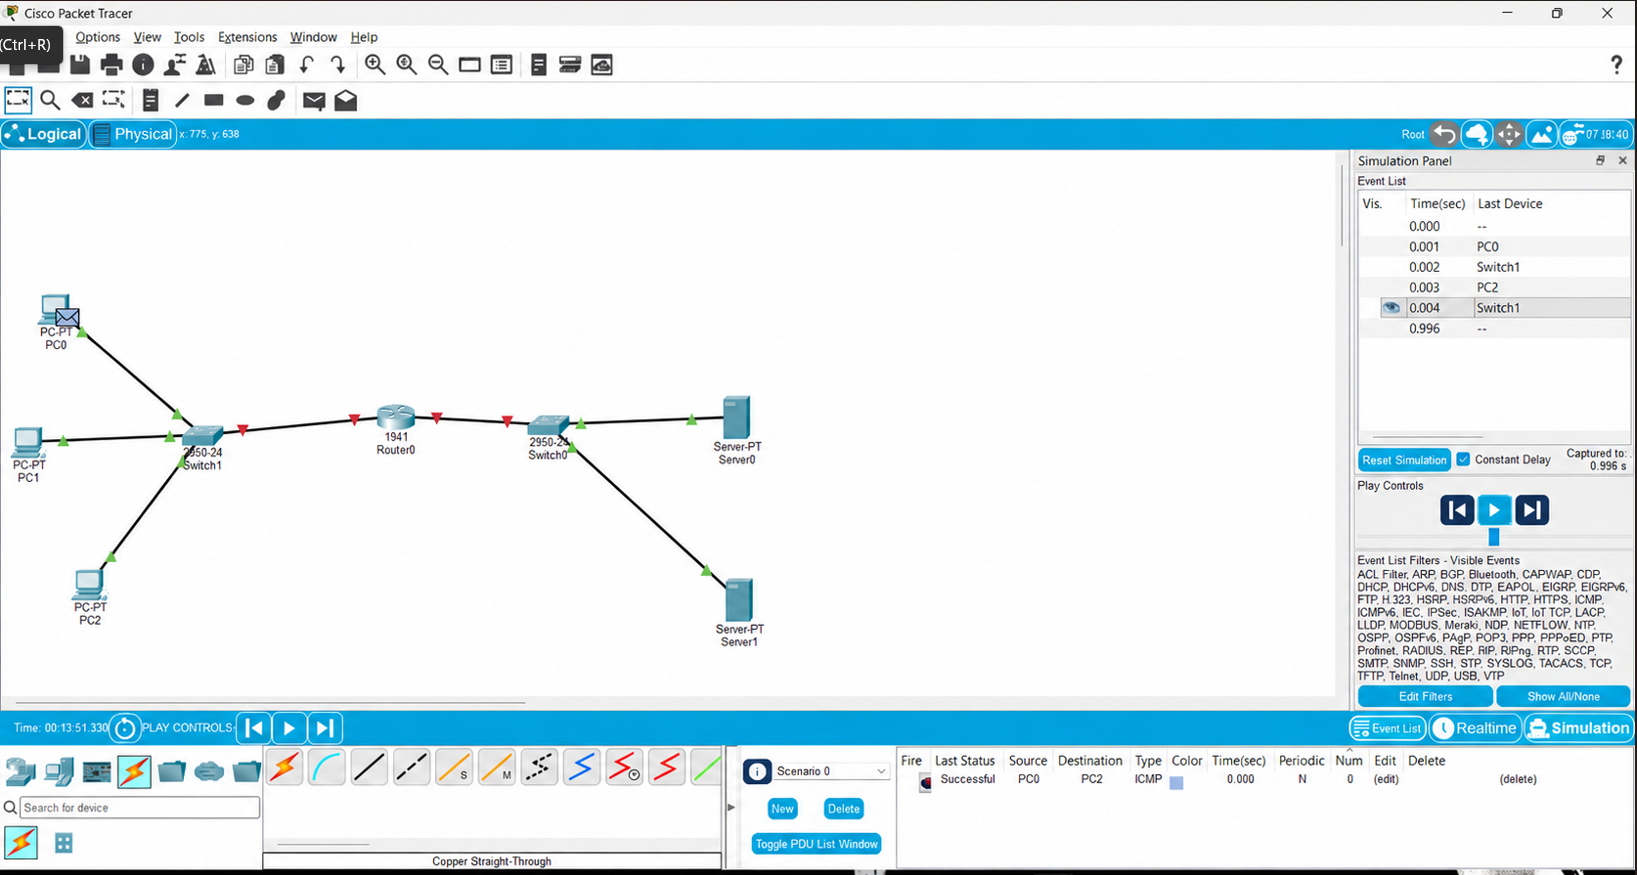 Cisco Packet Tracer
(Ctrl+R)
Options View Tools Extensions Window Help
?
Logical Physical x: 775, y: 638
Root 07 18:40
Simulation Panel
Event List
Vis. Time(sec) Last Device
0.000 --
0.001 PC0
0.002 Switch1
0.003 PC2
0.004 Switch1
0.996 --
Reset Simulation Constant Delay Captured to:
0.996 s
Play Controls
Event List Filters - Visible Events
ACL Filter, ARP, BGP, Bluetooth, CAPWAP, CDP,
DHCP, DHCPv6, DNS, DTP, EAPOL, EIGRP, EIGRPv6,
FTP, H.323, HSRP, HSRPv6, HTTP, HTTPS, ICMP,
ICMPv6, IEC, IPSec, ISAKMP, IoT, IoT TCP, LACP,
LLDP, MODBUS, Meraki, NDP, NETFLOW, NTP,
OSPF, OSPFv6, PAgP, POP3, PPP, PPPoED, PTP,
Profinet, RADIUS, REP, RIP, RIPng, RTP, SCCP,
SMTP, SNMP, SSH, STP, SYSLOG, TACACS, TCP,
TFTP, Telnet, UDP, USB, VTP
Edit Filters Show All/None
PC-PT
PC0
PC-PT
PC1
PC-PT
PC2
2950-24
Switch1
1941
Router0
2950-24
Switch0
Server-PT
Server0
Server-PT
Server1
Time: 00:13:51.330 PLAY CONTROLS:
Event List Realtime Simulation
S M
Search for device
Copper Straight-Through
Scenario 0
New Delete
Toggle PDU List Window
Fire Last Status Source Destination Type Color Time(sec) Periodic Num Edit Delete
Successful PC0 PC2 ICMP 0.000 N 0 (edit) (delete)